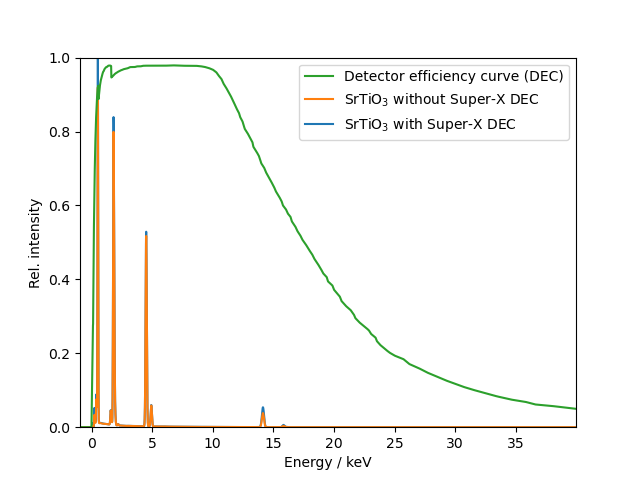 1.0
0.8
0.6
0.4
0.2
0.0
Rel. intensity
Detector efficiency curve (DEC)
SrTiO₃ without Super-X DEC
SrTiO₃ with Super-X DEC
0 5 10 15 20 25 30 35
Energy / keV